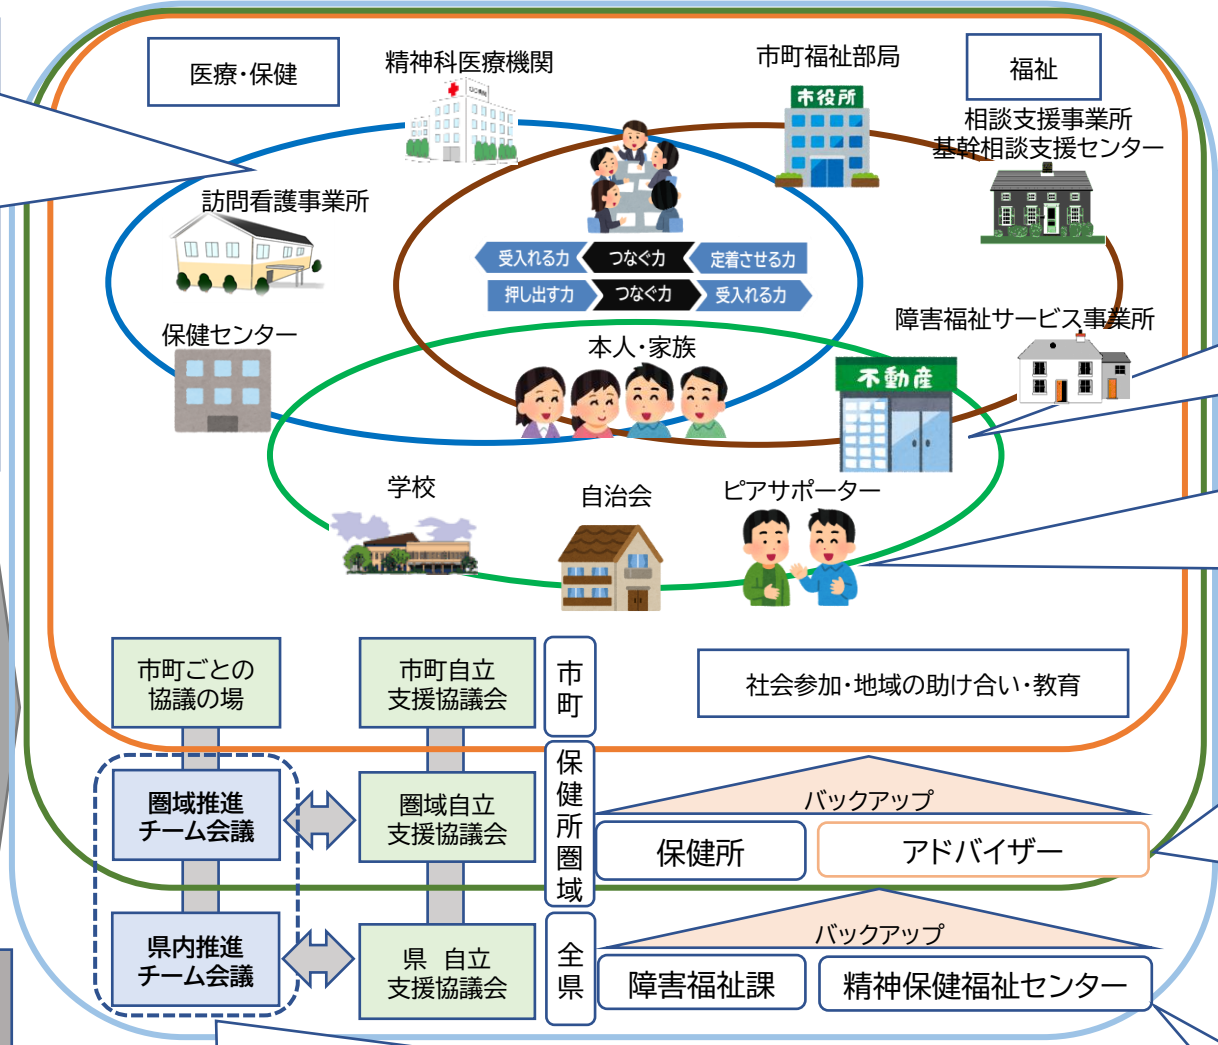 医療・保健
精神科医療機関
市町福祉部局
福祉
市役所
相談支援事業所
基幹相談支援センター
訪問看護事業所
受入れる力
つなぐ力
定着させる力
押し出す力
つなぐ力
受入れる力
保健センター
本人・家族
障害福祉サービス事業所
不動産
学校
自治会
ピアサポーター
市町ごとの
協議の場
市町自立
支援協議会
市町
社会参加・地域の助け合い・教育
圏域推進
チーム会議
圏域自立
支援協議会
保健所圏域
バックアップ
保健所
アドバイザー
県内推進
チーム会議
県 自立
支援協議会
全県
バックアップ
障害福祉課
精神保健福祉センター